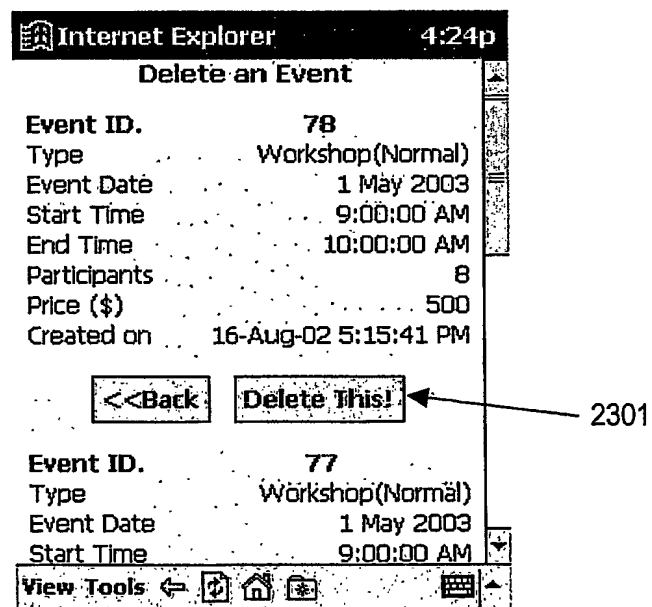 Internet Explorer 4:24p
Delete an Event
Event ID. 78
Type Workshop(Normal)
Event Date 1 May 2003
Start Time 9:00:00 AM
End Time 10:00:00 AM
Participants 8
Price ($) 500
Created on 16-Aug-02 5:15:41 PM
<<Back Delete This!
2301
Event ID. 77
Type Workshop(Normal)
Event Date 1 May 2003
Start Time 9:00:00 AM
View Tools